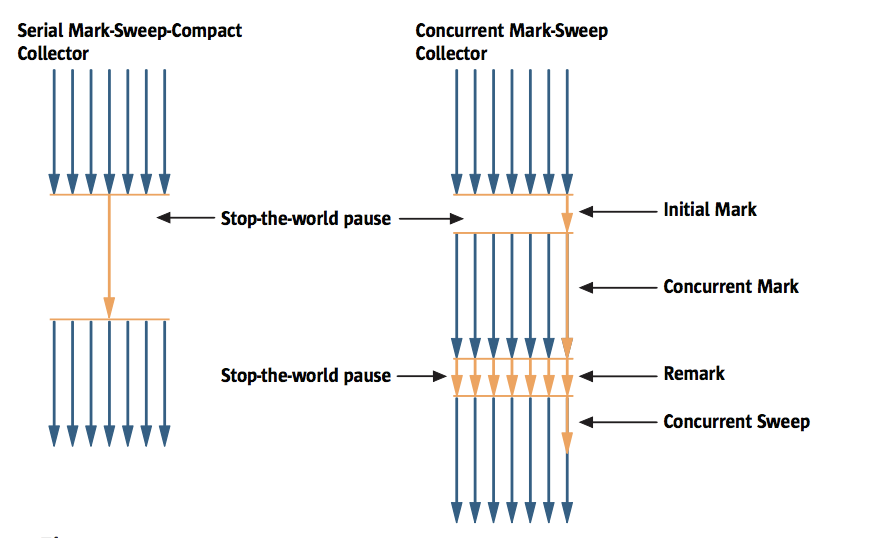 Serial Mark-Sweep-Compact
Collector
Concurrent Mark-Sweep
Collector
Stop-the-world pause
Initial Mark
Concurrent Mark
Stop-the-world pause
Remark
Concurrent Sweep